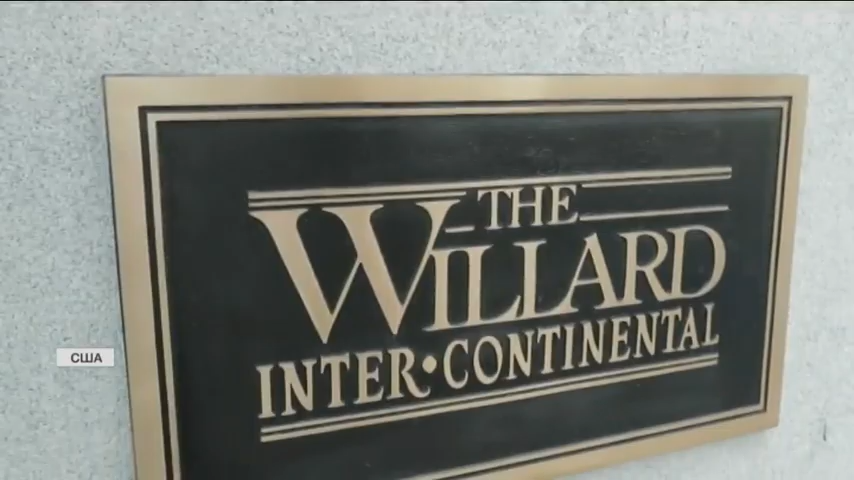 THE
WILLARD
INTER·CONTINENTAL
США